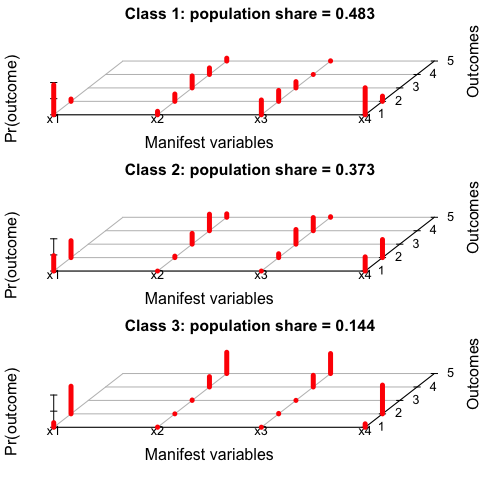 Class 1: population share = 0.483
Pr(outcome)
Outcomes
5
4
3
2
1
x1 x2 x3 x4
Manifest variables
Class 2: population share = 0.373
Pr(outcome)
Outcomes
5
4
3
2
1
x1 x2 x3 x4
Manifest variables
Class 3: population share = 0.144
Pr(outcome)
Outcomes
5
4
3
2
1
x1 x2 x3 x4
Manifest variables